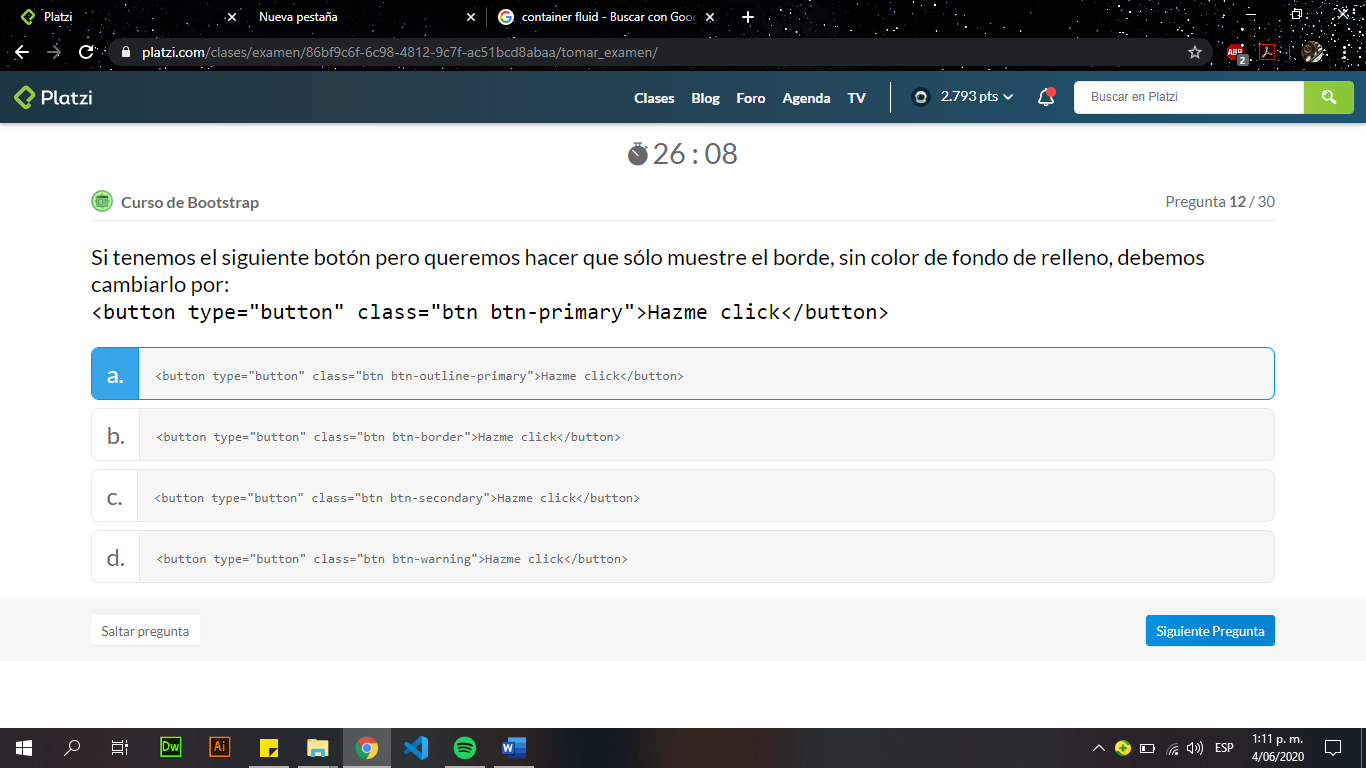 Platzi
Nueva pestaña
container fluid - Buscar con Goo
platzi.com/clases/examen/86bf9c6f-6c98-4812-9c7f-ac51bcd8abaa/tomar_examen/
ABP
2
Platzi
Clases
Blog
Foro
Agenda
TV
2.793 pts
Buscar en Platzi
26 : 08
Curso de Bootstrap
Pregunta 12 / 30
Si tenemos el siguiente botón pero queremos hacer que sólo muestre el borde, sin color de fondo de relleno, debemos
cambiarlo por:
<button type="button" class="btn btn-primary">Hazme click</button>
a. <button type="button" class="btn btn-outline-primary">Hazme click</button>
b. <button type="button" class="btn btn-border">Hazme click</button>
c. <button type="button" class="btn btn-secondary">Hazme click</button>
d. <button type="button" class="btn btn-warning">Hazme click</button>
Saltar pregunta
Siguiente Pregunta
Dw
Ai
W
ESP
1:11 p. m.
4/06/2020